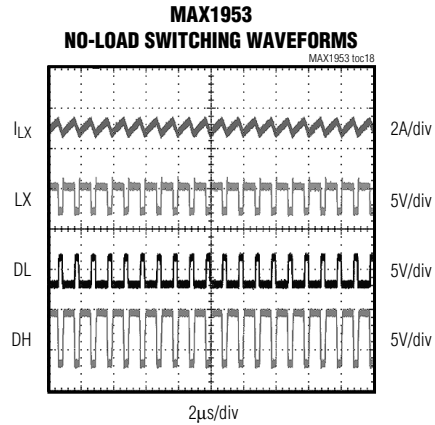 MAX1953
NO-LOAD SWITCHING WAVEFORMS
MAX1953 toc18
ILX
2A/div
LX
5V/div
DL
5V/div
DH
5V/div
2µs/div